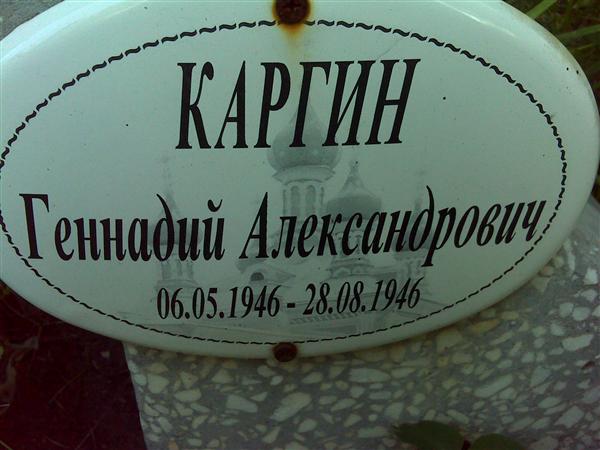 КАРГИН
Геннадий Александрович
06.05.1946 - 28.08.1946